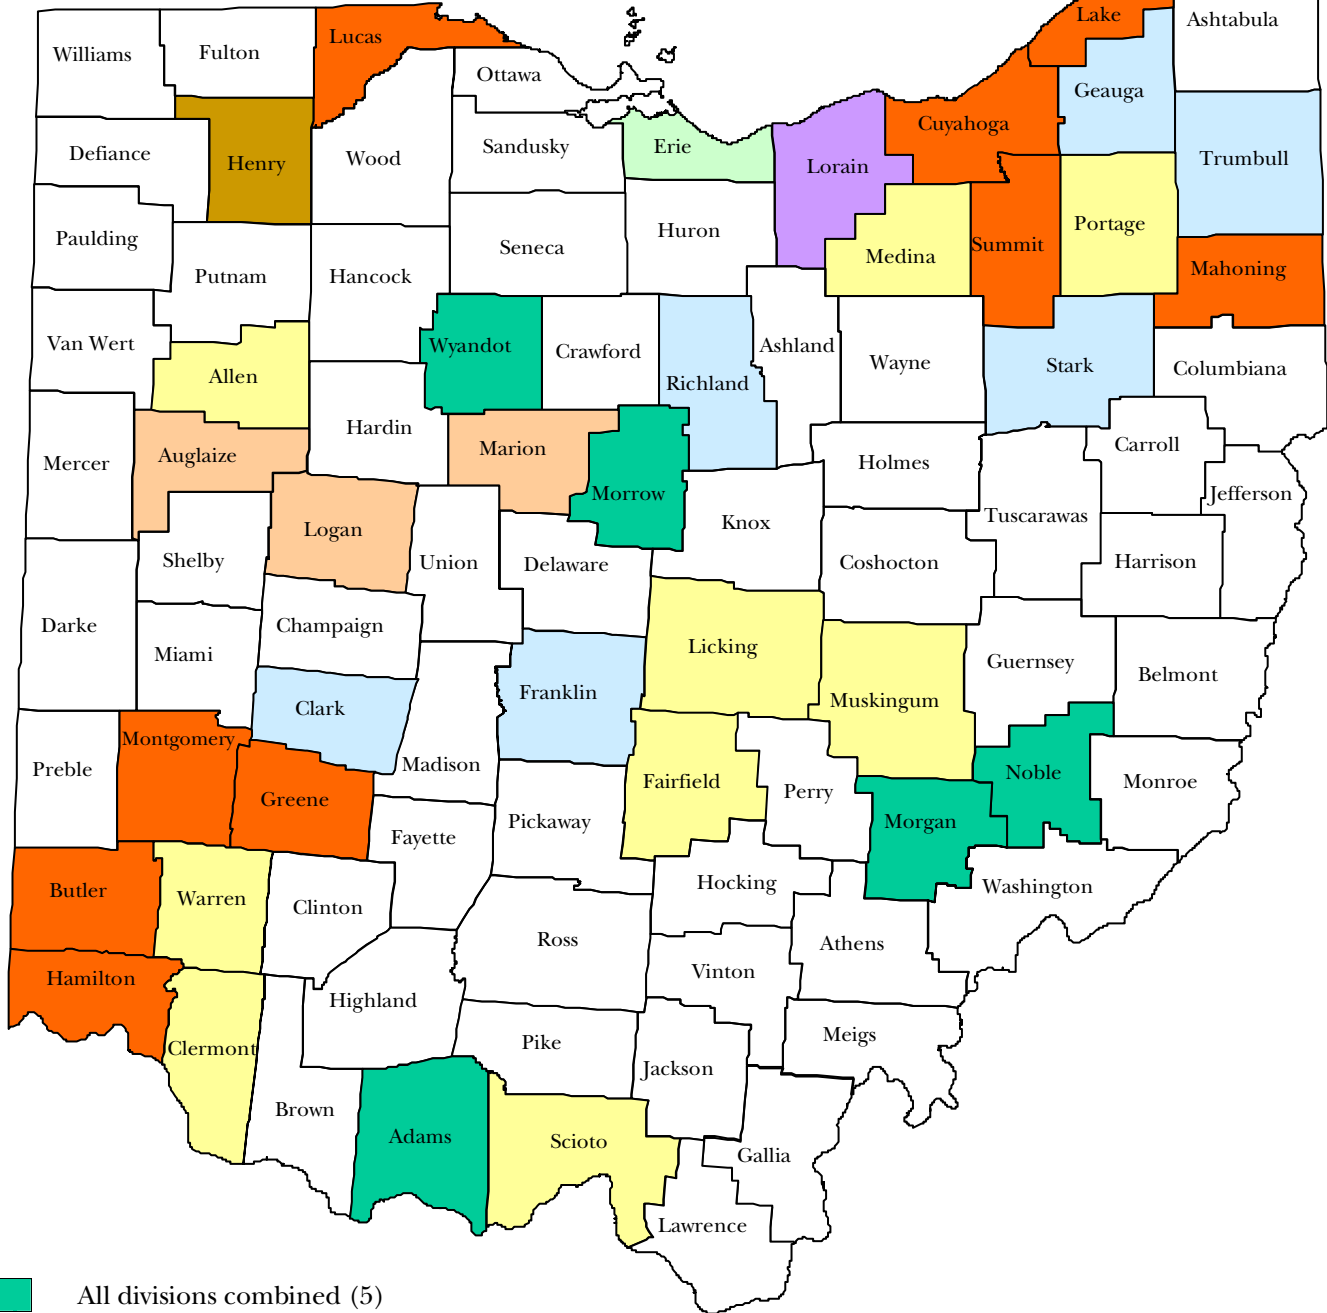 Lake
Ashtabula
Lucas
Fulton
Williams
Ottawa
Geauga
Cuyahoga
Erie
Sandusky
Defiance
Wood
Henry
Trumbull
Lorain
Portage
Huron
Paulding
Seneca
Summit
Medina
Mahoning
Putnam
Hancock
Van Wert
Wyandot
Ashland
Crawford
Wayne
Stark
Columbiana
Allen
Richland
Hardin
Carroll
Marion
Auglaize
Mercer
Holmes
Morrow
Jefferson
Tuscarawas
Knox
Logan
Shelby
Union
Delaware
Coshocton
Harrison
Darke
Champaign
Licking
Miami
Guernsey
Belmont
Franklin
Muskingum
Clark
Montgomery
Madison
Preble
Noble
Fairfield
Monroe
Perry
Greene
Pickaway
Morgan
Fayette
Hocking
Washington
Butler
Warren
Clinton
Ross
Athens
Vinton
Hamilton
Highland
Meigs
Pike
Clermont
Jackson
Brown
Adams
Scioto
Gallia
Lawrence
All divisions combined (5)